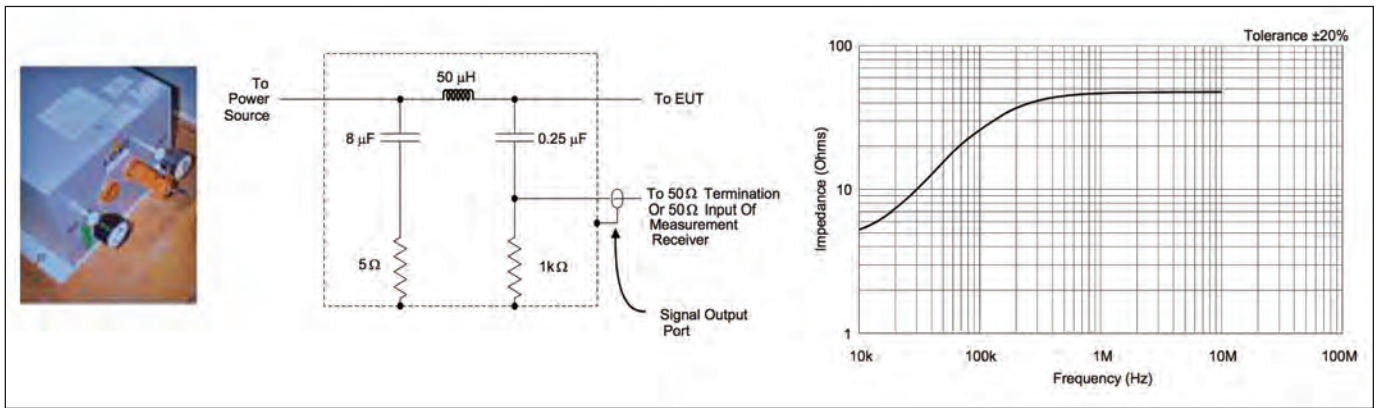 To
Power
Source
50 µH
To EUT
8 µF
0.25 µF
To 50Ω Termination
Or 50Ω Input Of
Measurement
Receiver
5Ω
1kΩ
Signal Output
Port
Tolerance ±20%
100
10
1
Impedance (Ohms)
10k
100k
1M
10M
100M
Frequency (Hz)